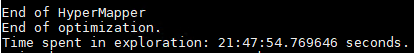 End of HyperMapper
End of optimization.
Time spent in exploration: 21:47:54.769646 seconds.